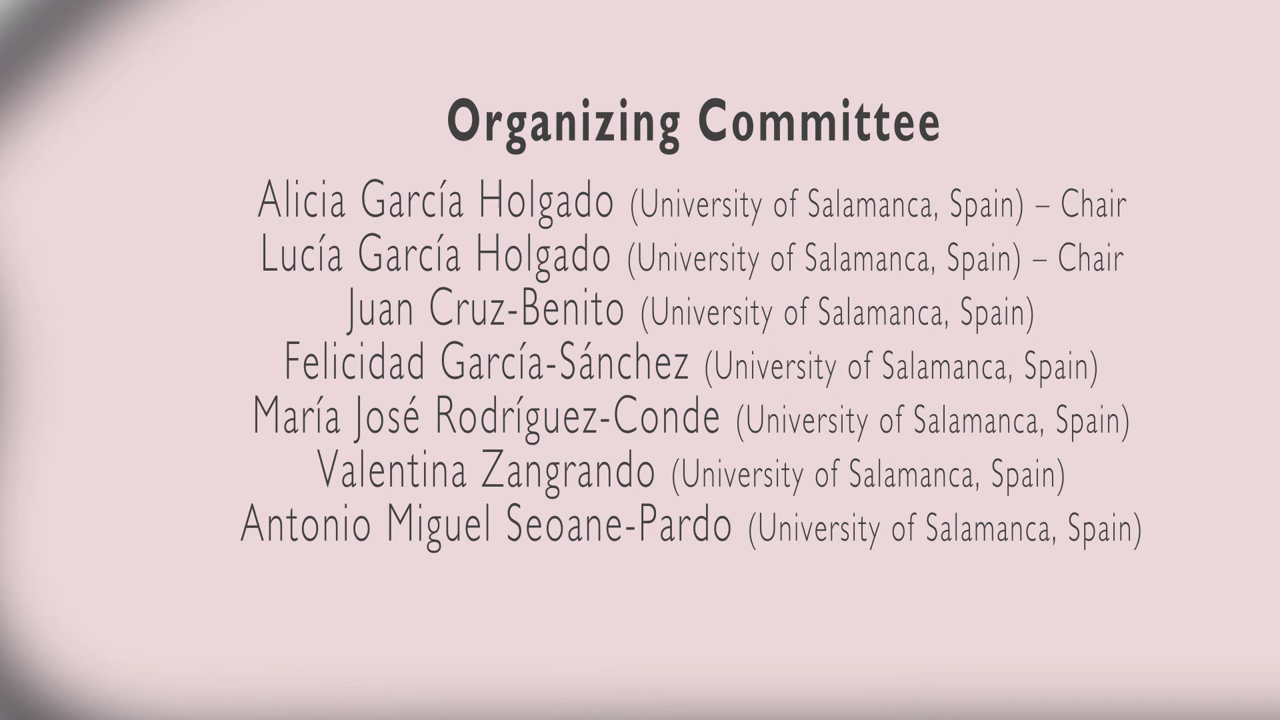 Organizing Committee
Alicia García Holgado (University of Salamanca, Spain) – Chair
Lucía García Holgado (University of Salamanca, Spain) – Chair
Juan Cruz-Benito (University of Salamanca, Spain)
Felicidad García-Sánchez (University of Salamanca, Spain)
María José Rodríguez-Conde (University of Salamanca, Spain)
Valentina Zangrando (University of Salamanca, Spain)
Antonio Miguel Seoane-Pardo (University of Salamanca, Spain)